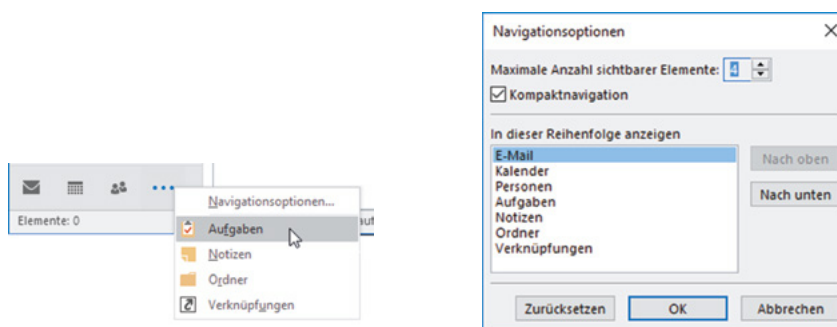 Elemente: 0
Navigationsoptionen...
Aufgaben
Notizen
Ordner
Verknüpfungen
Navigationsoptionen
Maximale Anzahl sichtbarer Elemente: 4
Kompaktnavigation
In dieser Reihenfolge anzeigen
E-Mail
Kalender
Personen
Aufgaben
Notizen
Ordner
Verknüpfungen
Nach oben
Nach unten
Zurücksetzen OK Abbrechen